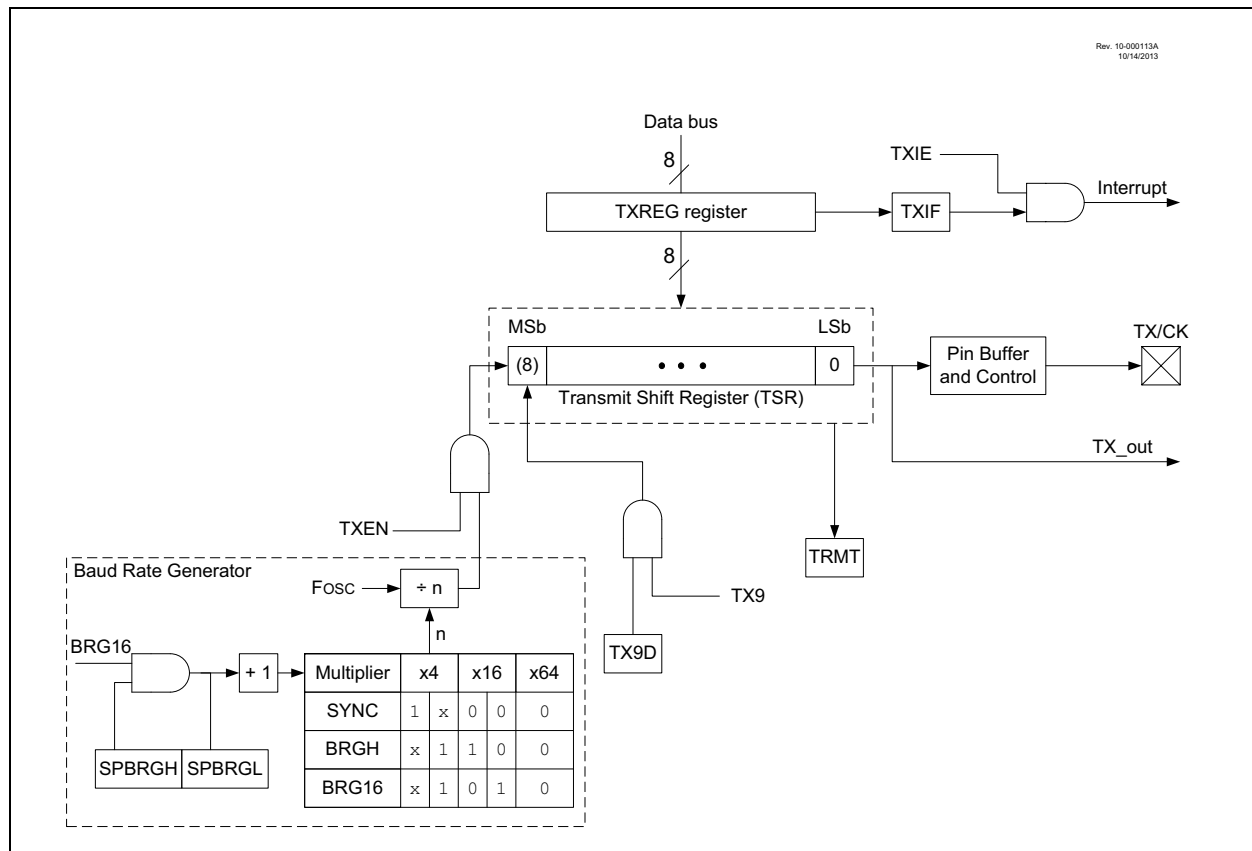 Rev. 10-000113A
10/14/2013
Data bus
8
TXIE
Interrupt
TXREG register
TXIF
8
MSb
LSb
TX/CK
(8)
• • •
0
Pin Buffer
and Control
Transmit Shift Register (TSR)
TX_out
TXEN
TRMT
Baud Rate Generator
FOSC
÷ n
TX9
n
TX9D
BRG16
+ 1
Multiplier x4 x16 x64
SYNC 1 x 0 0 0
BRGH x 1 1 0 0
BRG16 x 1 0 1 0
SPBRGH SPBRGL